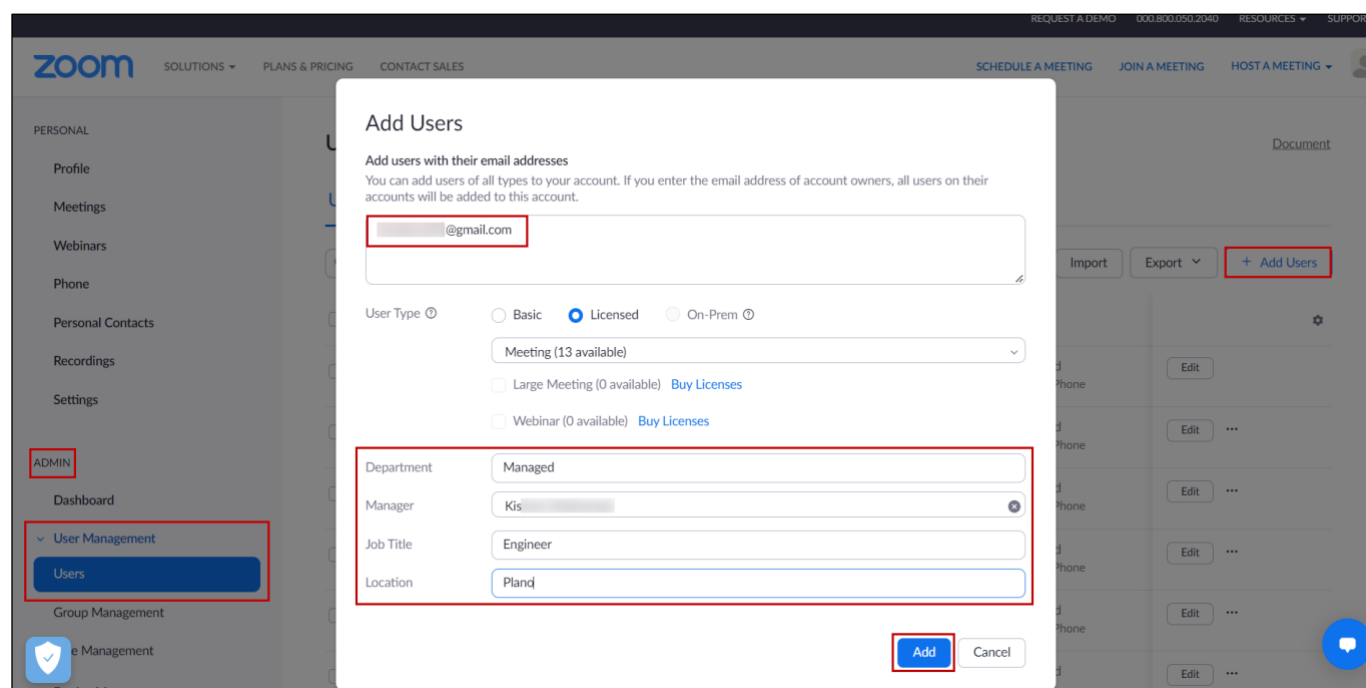 REQUEST A DEMO 000.800.050.2040 RESOURCES SUPPOR
zoom SOLUTIONS PLANS & PRICING CONTACT SALES SCHEDULE A MEETING JOIN A MEETING HOST A MEETING
PERSONAL
Profile
Meetings
Webinars
Phone
Personal Contacts
Recordings
Settings
ADMIN
Dashboard
User Management
Users
Group Management
e Management
Add Users
Add users with their email addresses
You can add users of all types to your account. If you enter the email address of account owners, all users on their
accounts will be added to this account.
@gmail.com
User Type Basic Licensed On-Prem
Meeting (13 available)
Large Meeting (0 available) Buy Licenses
Webinar (0 available) Buy Licenses
Department Managed
Manager Kis
Job Title Engineer
Location Plano
Add Cancel
Document
Import Export + Add Users
Edit
Phone
Edit
Phone
Edit
Phone
Edit
Phone
Edit
Phone
Edit